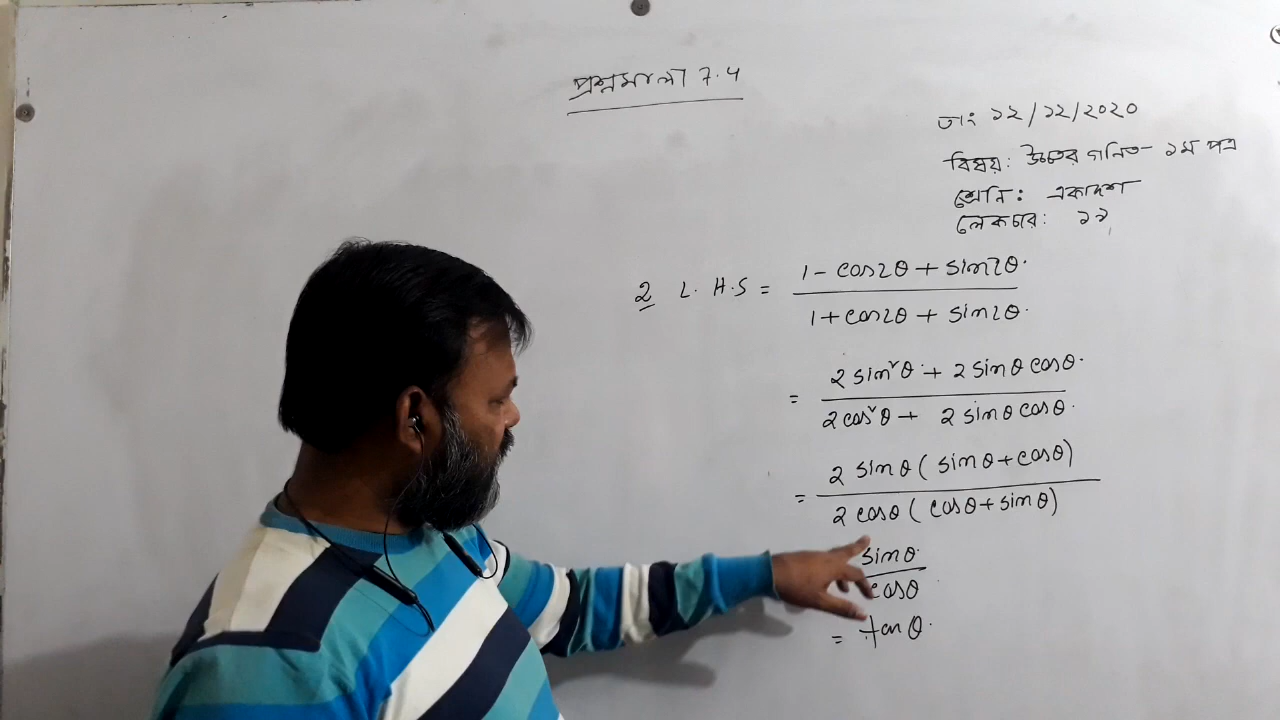 প্রশ্নমালা 7.4
তাং ১২/১২/২০২০
বিষয়: উচ্চতর গনিত- ১ম পত্র
শ্রেনি: একাদশ
লেকচার: ১১
2 L.H.S = (1 - cos2θ + sin2θ) / (1 + cos2θ + sin2θ)
= (2 sin²θ + 2 sinθ cosθ) / (2 cos²θ + 2 sinθ cosθ)
= 2 sinθ (sinθ + cosθ) / 2 cosθ (cosθ + sinθ)
sinθ / cosθ
= tanθ